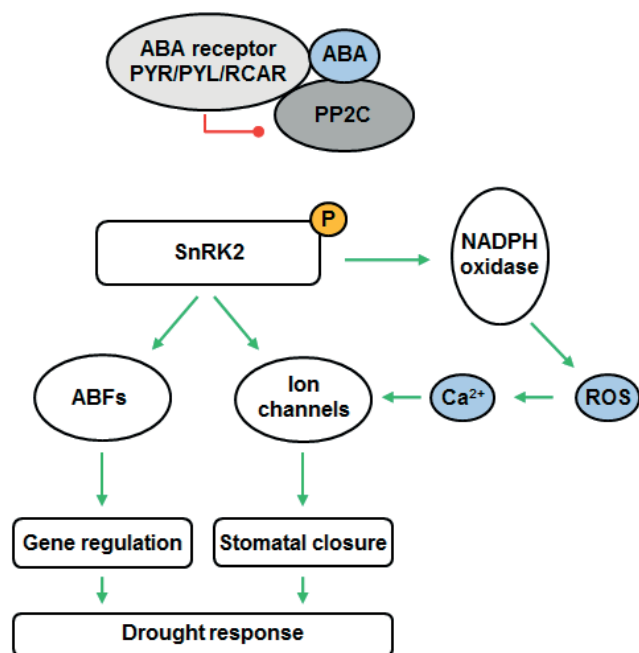 ABA receptor
PYR/PYL/RCAR
ABA
PP2C
P
SnRK2
NADPH
oxidase
ABFs
Ion
channels
Ca²⁺
ROS
Gene regulation
Stomatal closure
Drought response